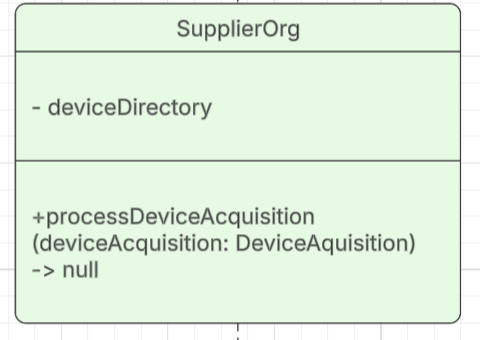 SupplierOrg
- deviceDirectory
+processDeviceAcquisition
(deviceAcquisition: DeviceAquisition)
-> null